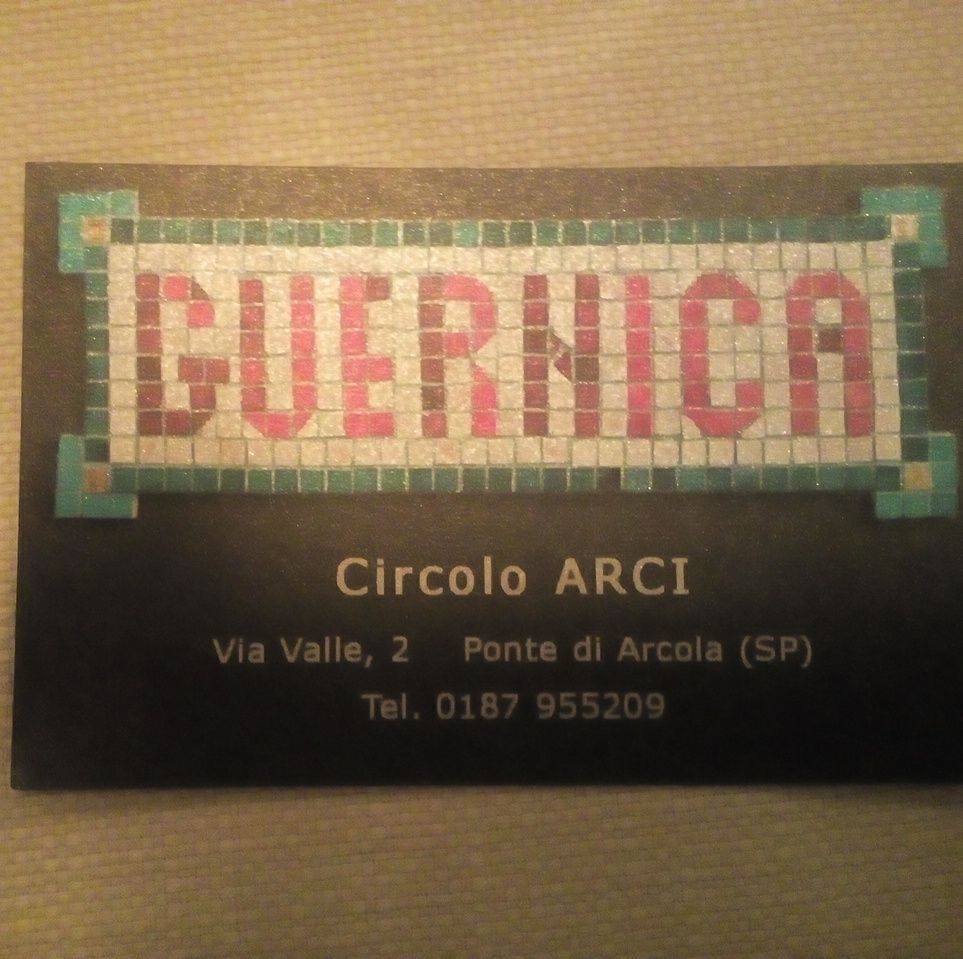 GUERNICA
Circolo ARCI
Via Valle, 2 Ponte di Arcola (SP)
Tel. 0187 955209